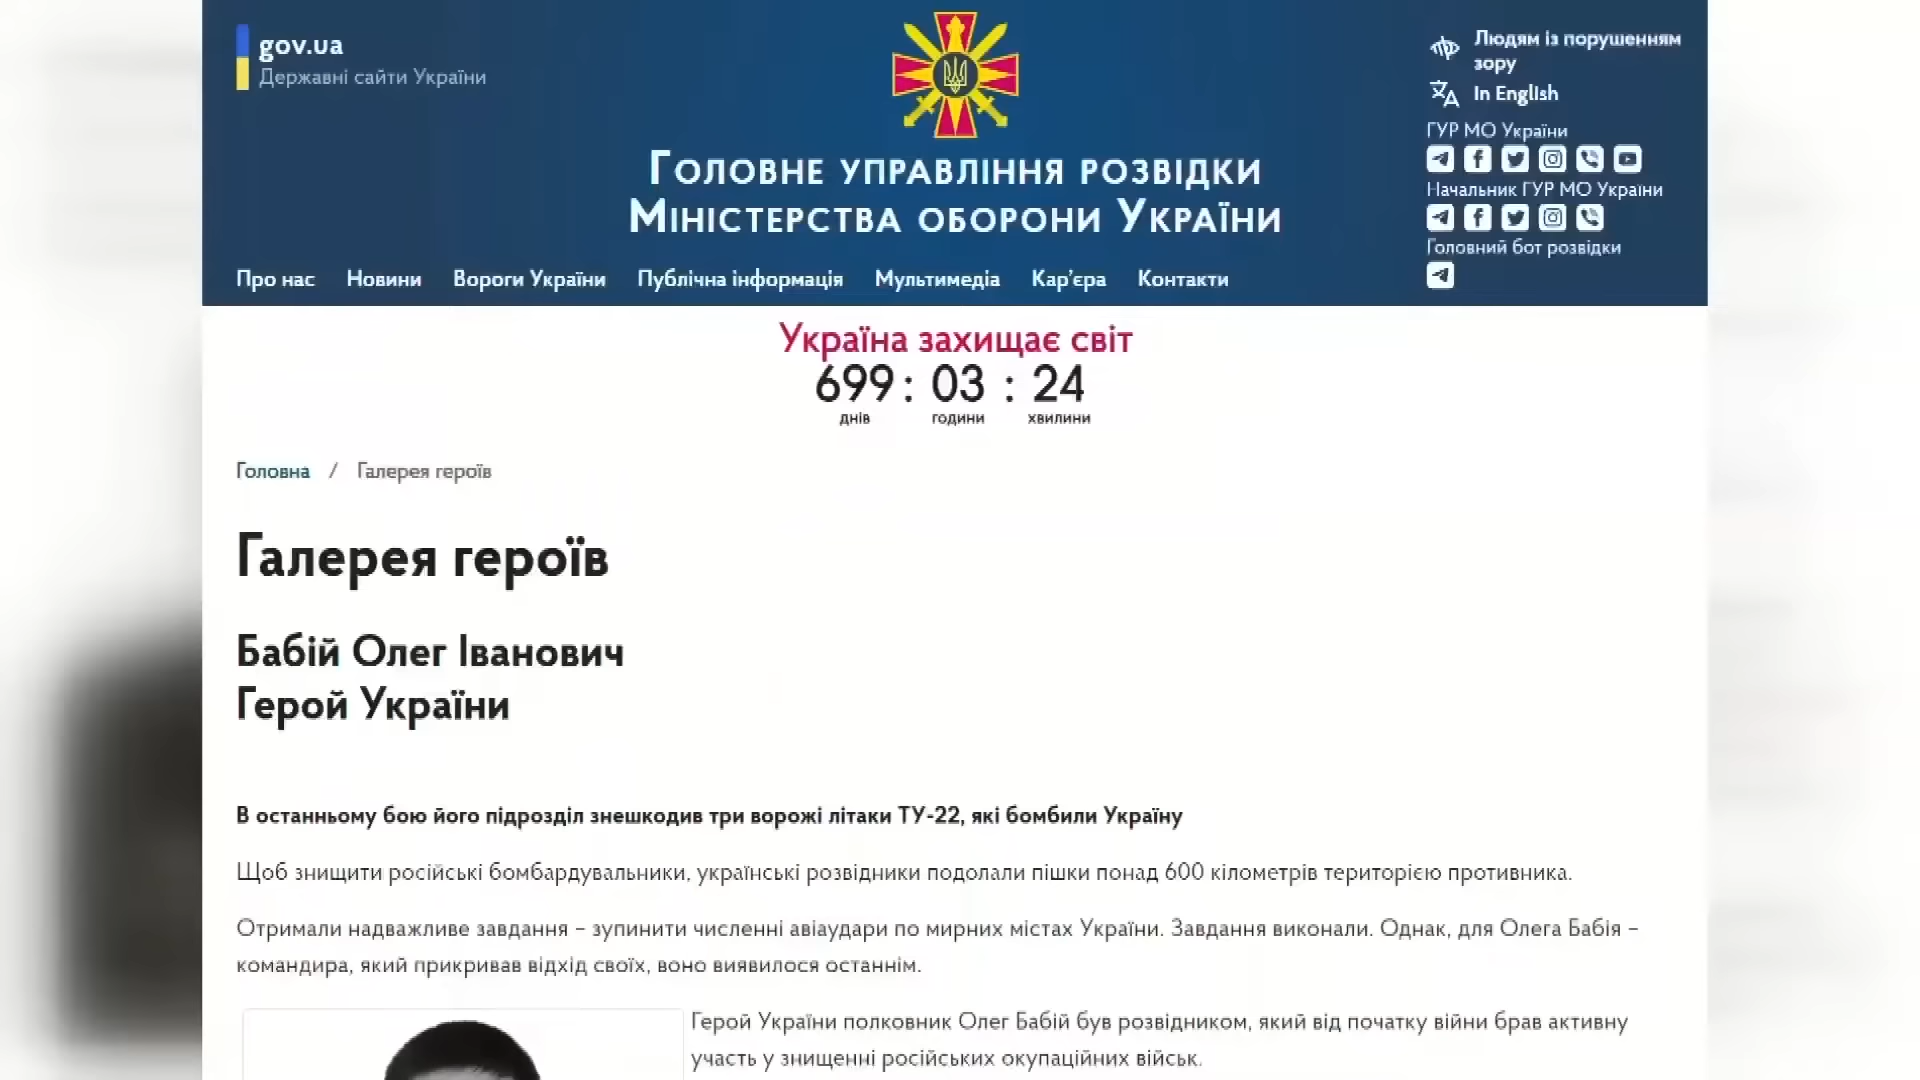 gov.ua
Державні сайти України
Головне управління розвідки
Міністерства оборони України
Людям із порушенням
зору
In English
ГУР МО України
Начальник ГУР МО України
Головний бот розвідки
Про нас Новини Вороги України Публічна інформація Мультимедіа Кар’єра Контакти
Україна захищає світ
699 : 03 : 24
днів години хвилини
Головна / Галерея героїв
Галерея героїв
Бабій Олег Іванович
Герой України
В останньому бою його підрозділ знешкодив три ворожі літаки ТУ-22, які бомбили Україну
Щоб знищити російські бомбардувальники, українські розвідники подолали пішки понад 600 кілометрів територією противника.
Отримали надважливе завдання – зупинити численні авіаудари по мирних містах України. Завдання виконали. Однак, для Олега Бабія –
командира, який прикривав відхід своїх, воно виявилося останнім.
Герой України полковник Олег Бабій був розвідником, який від початку війни брав активну
участь у знищенні російських окупаційних військ.